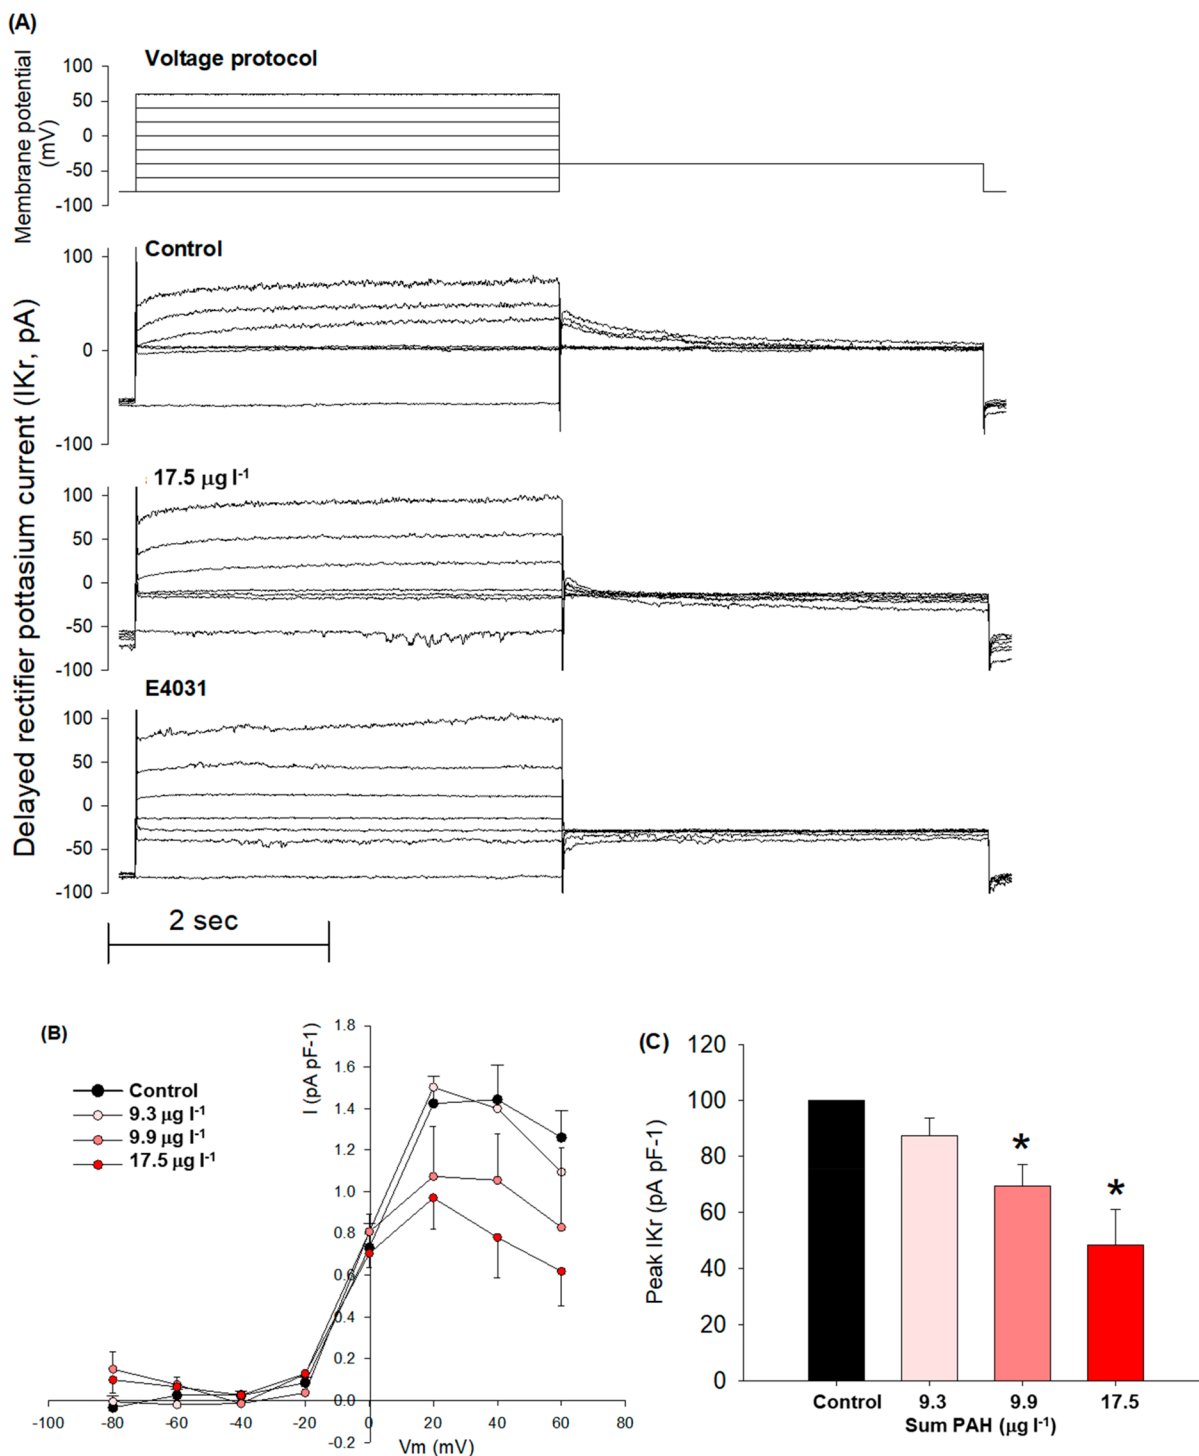 (A)
Voltage protocol
Membrane potential
(mV)
100
50
0
-50
-100
Delayed rectifier pottasium current (IKr, pA)
Control
100
0
-100
17.5 µg l-1
100
50
0
-50
-100
E4031
100
50
0
-50
-100
2 sec
(B)
Control
9.3 µg l-1
9.9 µg l-1
17.5 µg l-1
I (pA pF-1)
1.8
1.6
1.4
1.2
1.0
0.8
0.6
0.4
0.2
0.0
-0.2
-100 -80 -60 -40 -20 0 20 40 60 80
Vm (mV)
(C)
Peak IKr (pA pF-1)
120
100
80
60
40
20
0
* *
Control 9.3 9.9 17.5
Sum PAH (µg l-1)